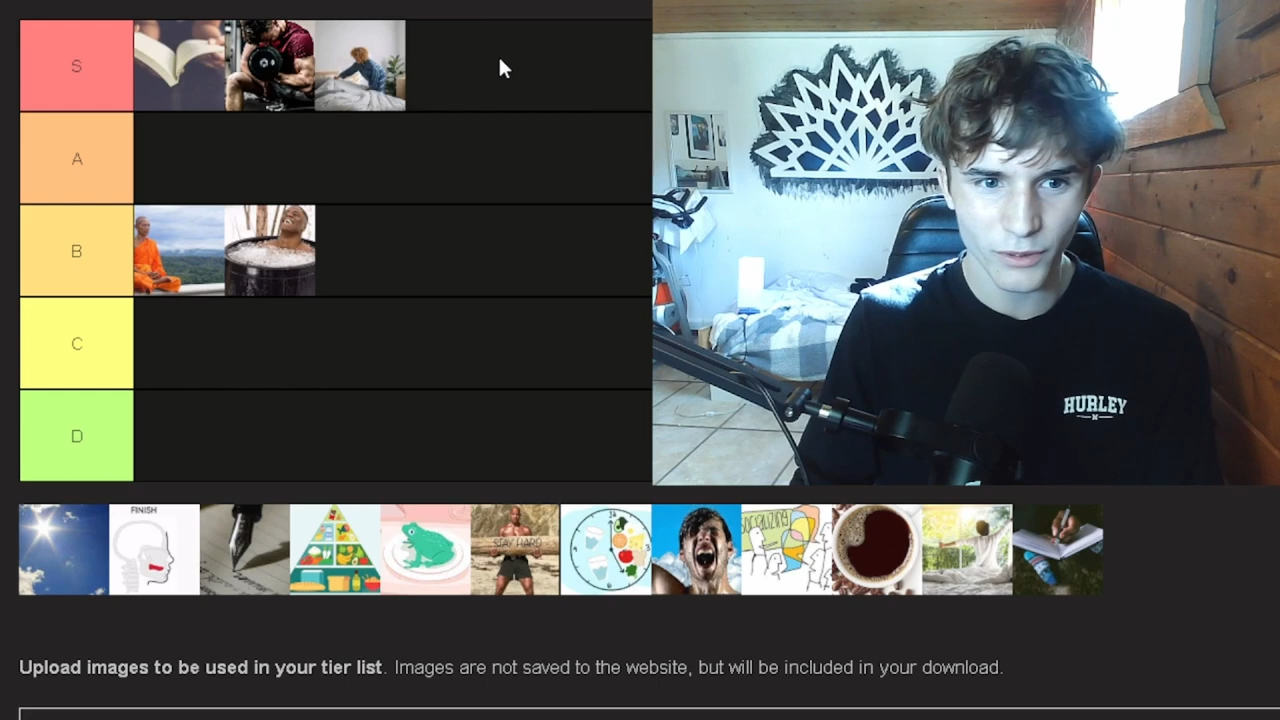 S
A
B
C
D
HURLEY
FINISH
STAY HARD
SOCIALIZING
Upload images to be used in your tier list. Images are not saved to the website, but will be included in your download.